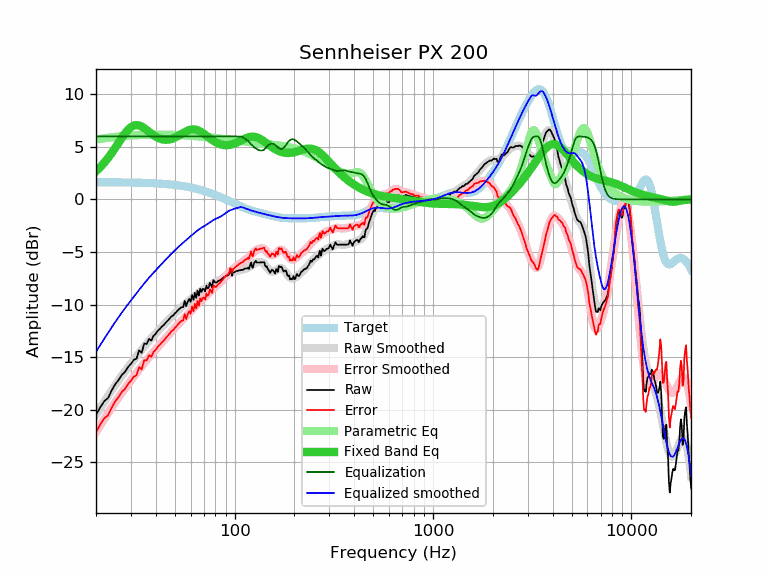 Sennheiser PX 200
Amplitude (dBr)
10
5
0
−5
−10
−15
−20
−25
Target
Raw Smoothed
Error Smoothed
Raw
Error
Parametric Eq
Fixed Band Eq
Equalization
Equalized smoothed
100
1000
10000
Frequency (Hz)